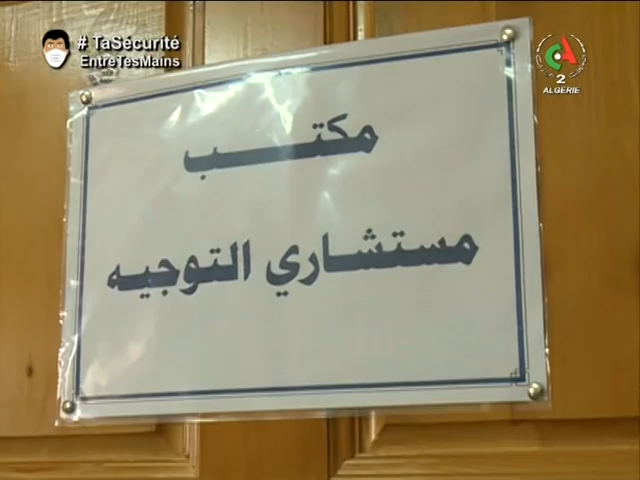 # TaSécurité
EntreTesMains
2
ALGERIE
مكتب
مستشاري التوجيه